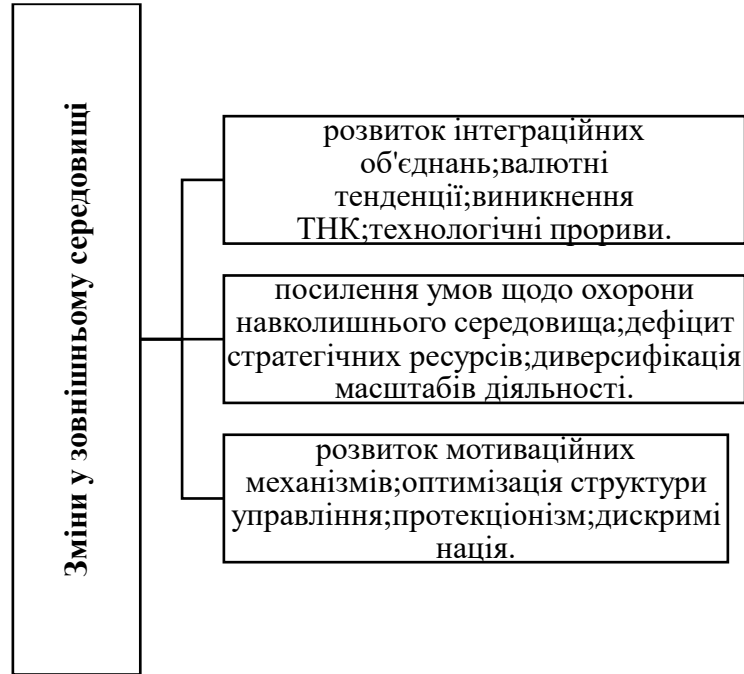 Зміни у зовнішньому середовищі
розвиток інтеграційних
об'єднань;валютні
тенденції;виникнення
ТНК;технологічні прориви.
посилення умов щодо охорони
навколишнього середовища;дефіцит
стратегічних ресурсів;диверсифікація
масштабів діяльності.
розвиток мотиваційних
механізмів;оптимізація структури
управління;протекціонізм;дискримі
нація.